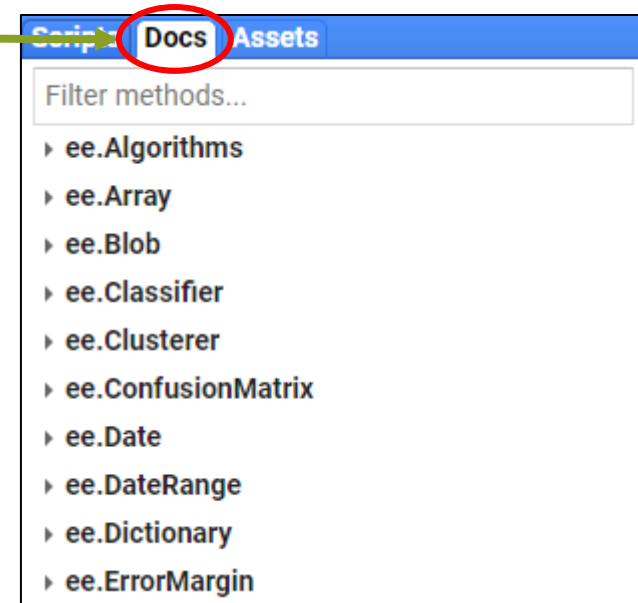 Scripts Docs Assets
Filter methods...
ee.Algorithms
ee.Array
ee.Blob
ee.Classifier
ee.Clusterer
ee.ConfusionMatrix
ee.Date
ee.DateRange
ee.Dictionary
ee.ErrorMargin